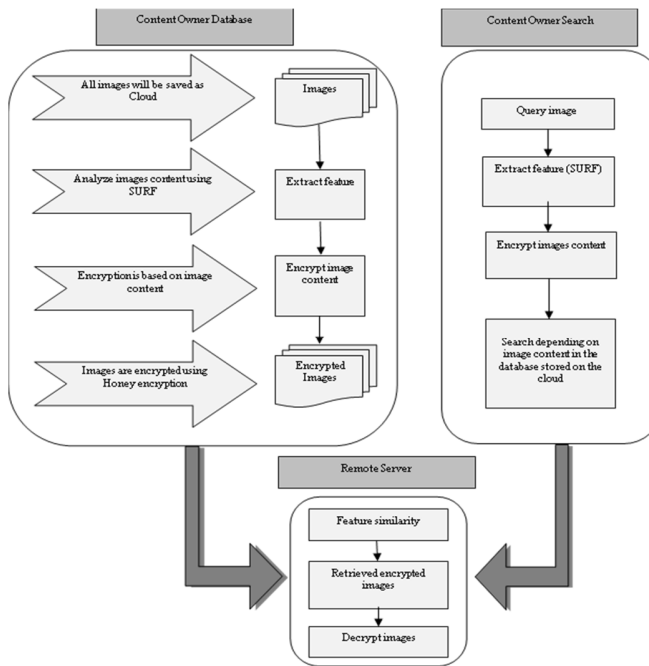 Content Owner Database
All images will be saved as
Cloud
Images
Analyze images content using
SURF
Extract feature
Encryption is based on image
content
Encrypt image
content
Images are encrypted using
Honey encryption
Encrypted
Images
Content Owner Search
Query image
Extract feature (SURF)
Encrypt images content
Search depending on
image content in the
database stored on the
cloud
Remote Server
Feature similarity
Retrieved encrypted
images
Decrypt images